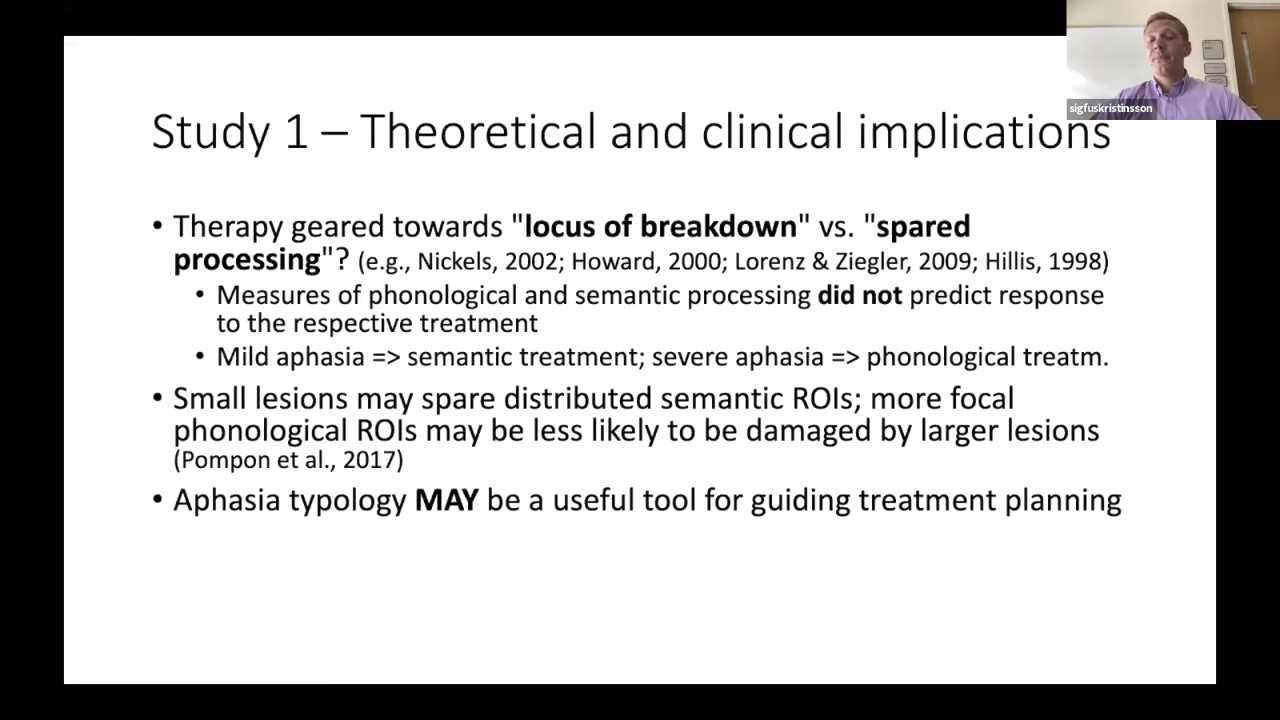 sigfuskristinsson
Study 1 – Theoretical and clinical implications
• Therapy geared towards "locus of breakdown" vs. "spared
processing"? (e.g., Nickels, 2002; Howard, 2000; Lorenz & Ziegler, 2009; Hillis, 1998)
• Measures of phonological and semantic processing did not predict response
to the respective treatment
• Mild aphasia => semantic treatment; severe aphasia => phonological treatm.
• Small lesions may spare distributed semantic ROIs; more focal
phonological ROIs may be less likely to be damaged by larger lesions
(Pompon et al., 2017)
• Aphasia typology MAY be a useful tool for guiding treatment planning